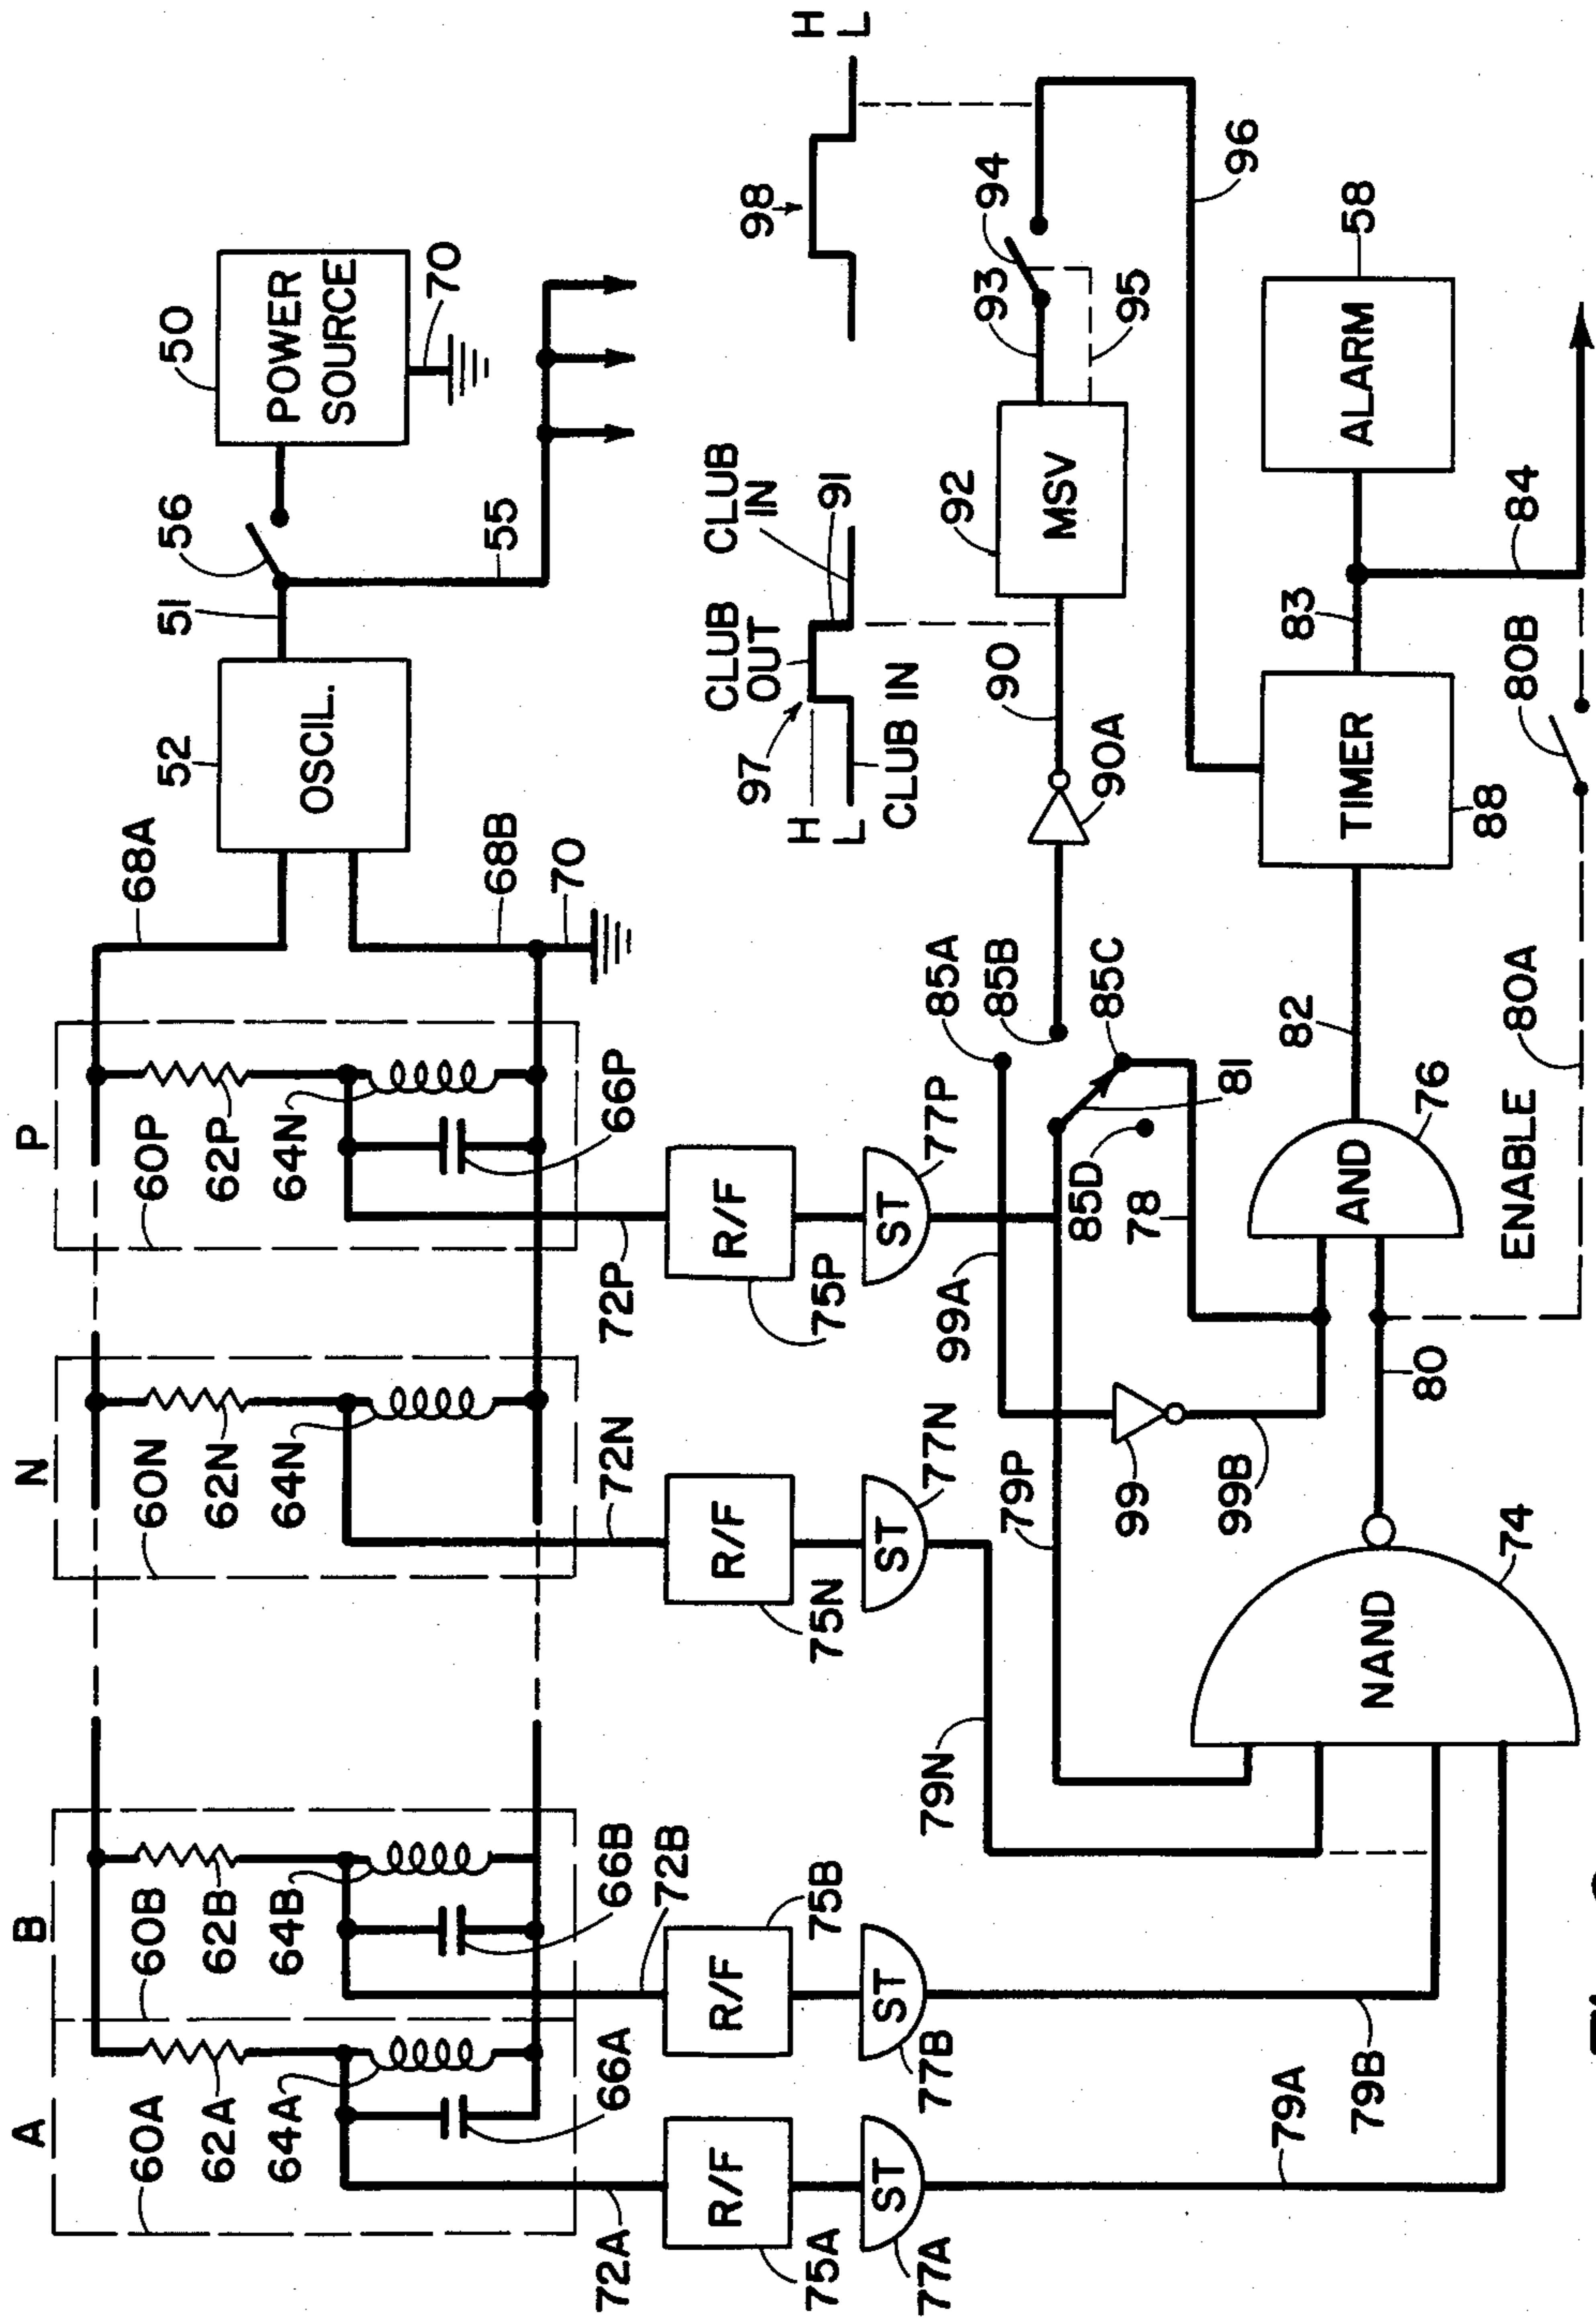 A
B
N
P
60A
62A
64A
66A
72A
75A
77A
79A
60B
62B
64B
66B
72B
75B
77B
79B
60N
62N
64N
72N
75N
77N
79N
60P
62P
64N
66P
72P
75P
77P
79P
R/F
R/F
R/F
R/F
ST
ST
ST
ST
68A
68B
70
52
OSCIL.
51
56
55
50
POWER
SOURCE
70
99A
99
99B
85A
85B
85C
85D
81
78
90A
90
H
L
97
CLUB
OUT
CLUB
IN
CLUB IN
91
92
MSV
93
94
95
96
98
H
L
NAND
74
80
AND
76
82
TIMER
88
83
ALARM
58
84
ENABLE
80A
80B